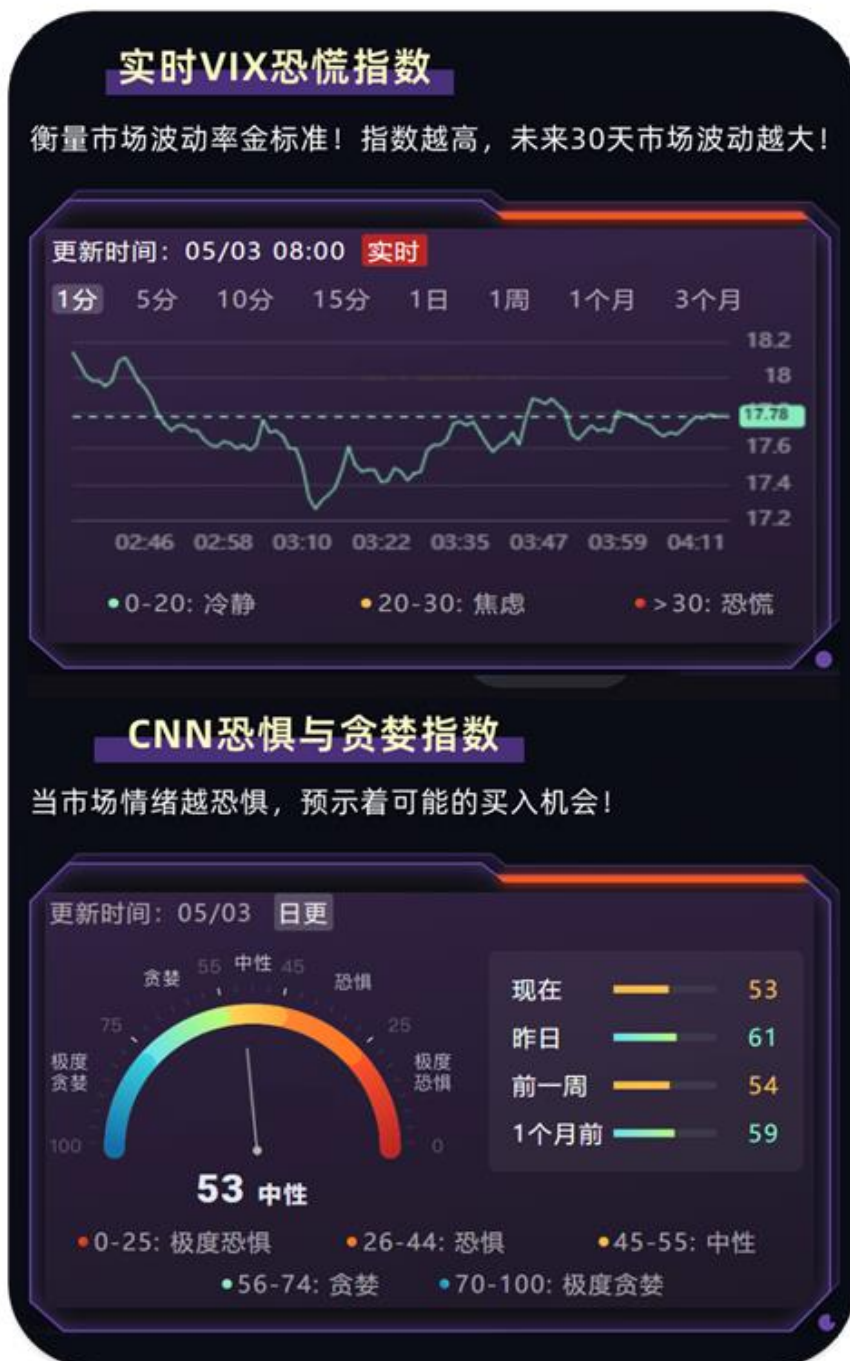 实时VIX恐慌指数
衡量市场波动率金标准！指数越高，未来30天市场波动越大！
更新时间：05/03 08:00 实时
1分 5分 10分 15分 1日 1周 1个月 3个月
18.2
18
17.78
17.6
17.4
17.2
02:46 02:58 03:10 03:22 03:35 03:47 03:59 04:11
0-20: 冷静 20-30: 焦虑 >30: 恐慌
CNN恐惧与贪婪指数
当市场情绪越恐惧，预示着可能的买入机会！
更新时间：05/03 日更
贪婪 55 中性 45 恐惧
75 25
极度贪婪 极度恐惧
100 0
53 中性
现在 53
昨日 61
前一周 54
1个月前 59
0-25: 极度恐惧 26-44: 恐惧 45-55: 中性
56-74: 贪婪 70-100: 极度贪婪